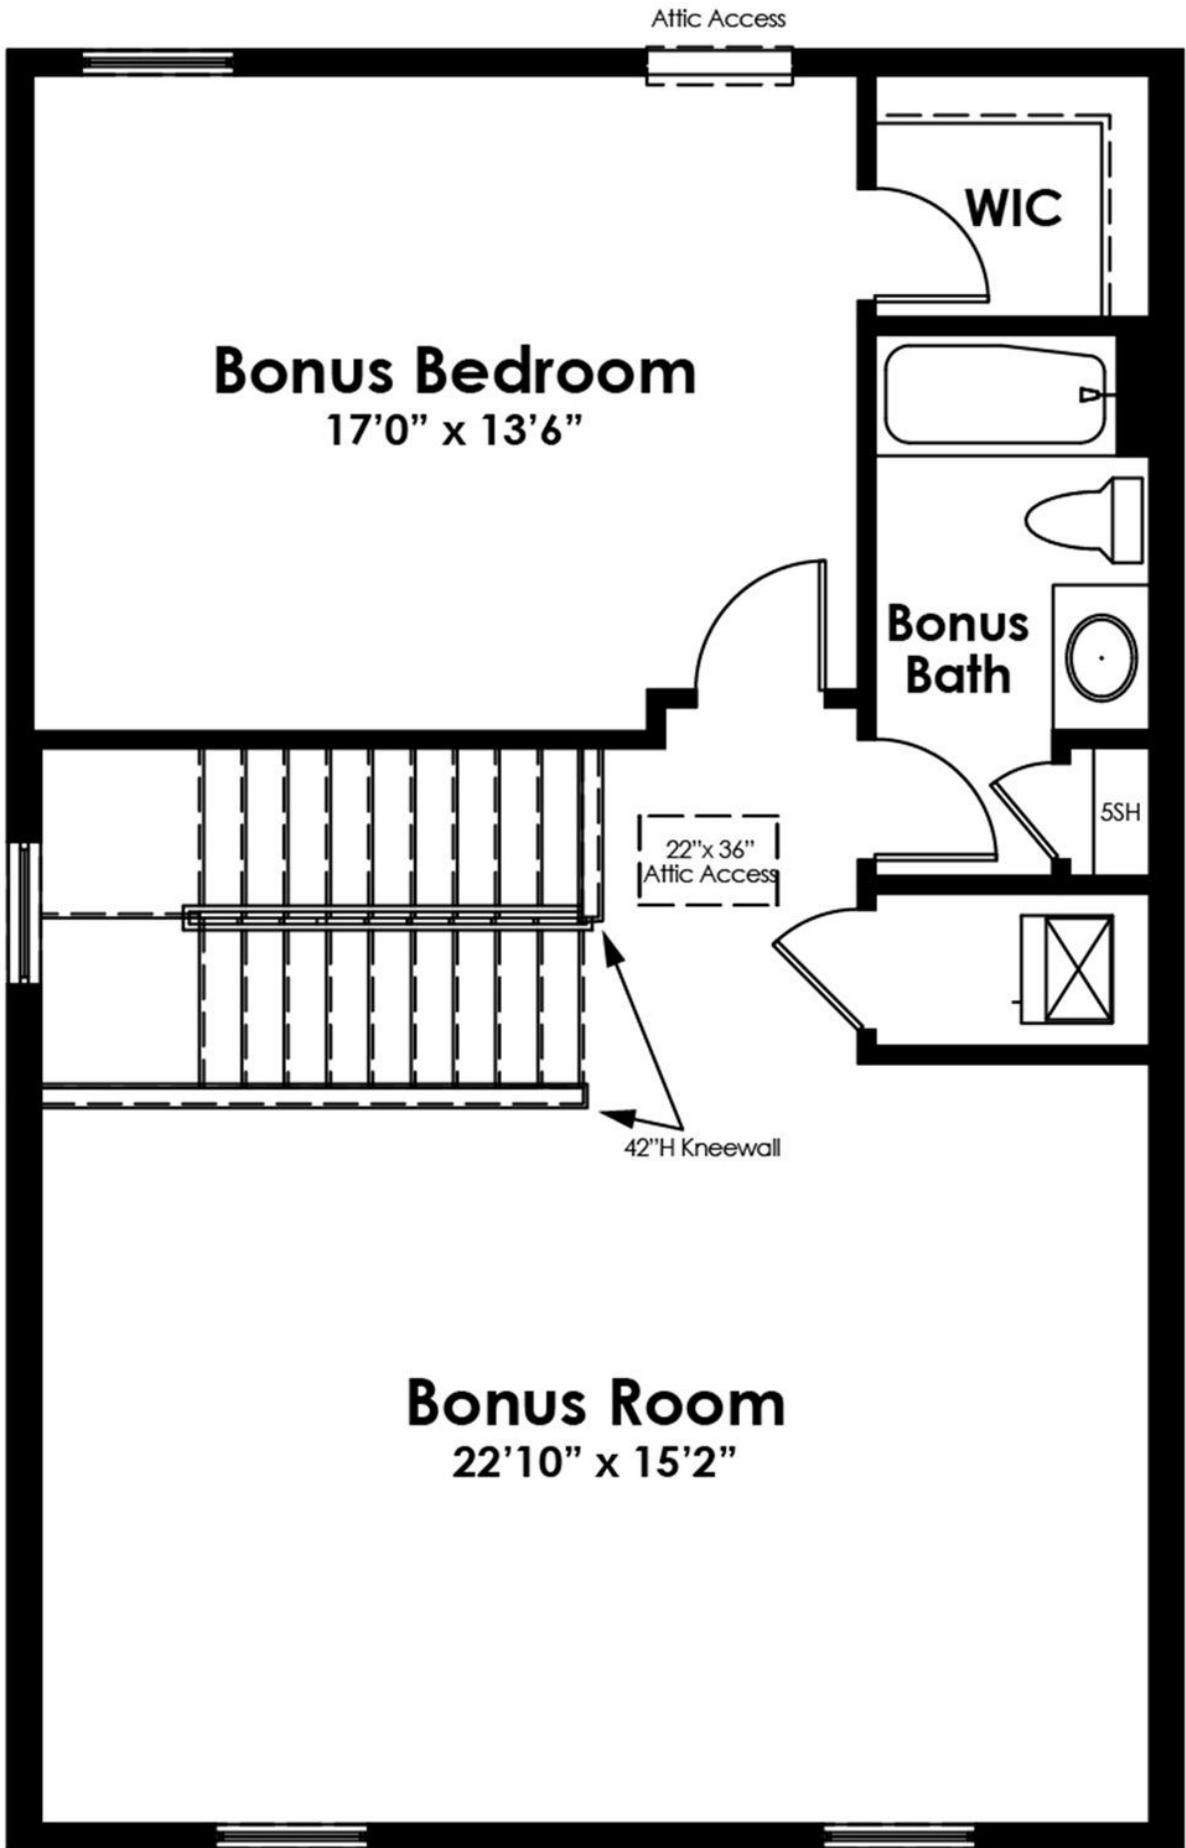 Attic Access
WIC
Bonus Bedroom
17’0” x 13’6”
Bonus
Bath
5SH
22”x 36”
Attic Access
42”H Kneewall
Bonus Room
22’10” x 15’2”